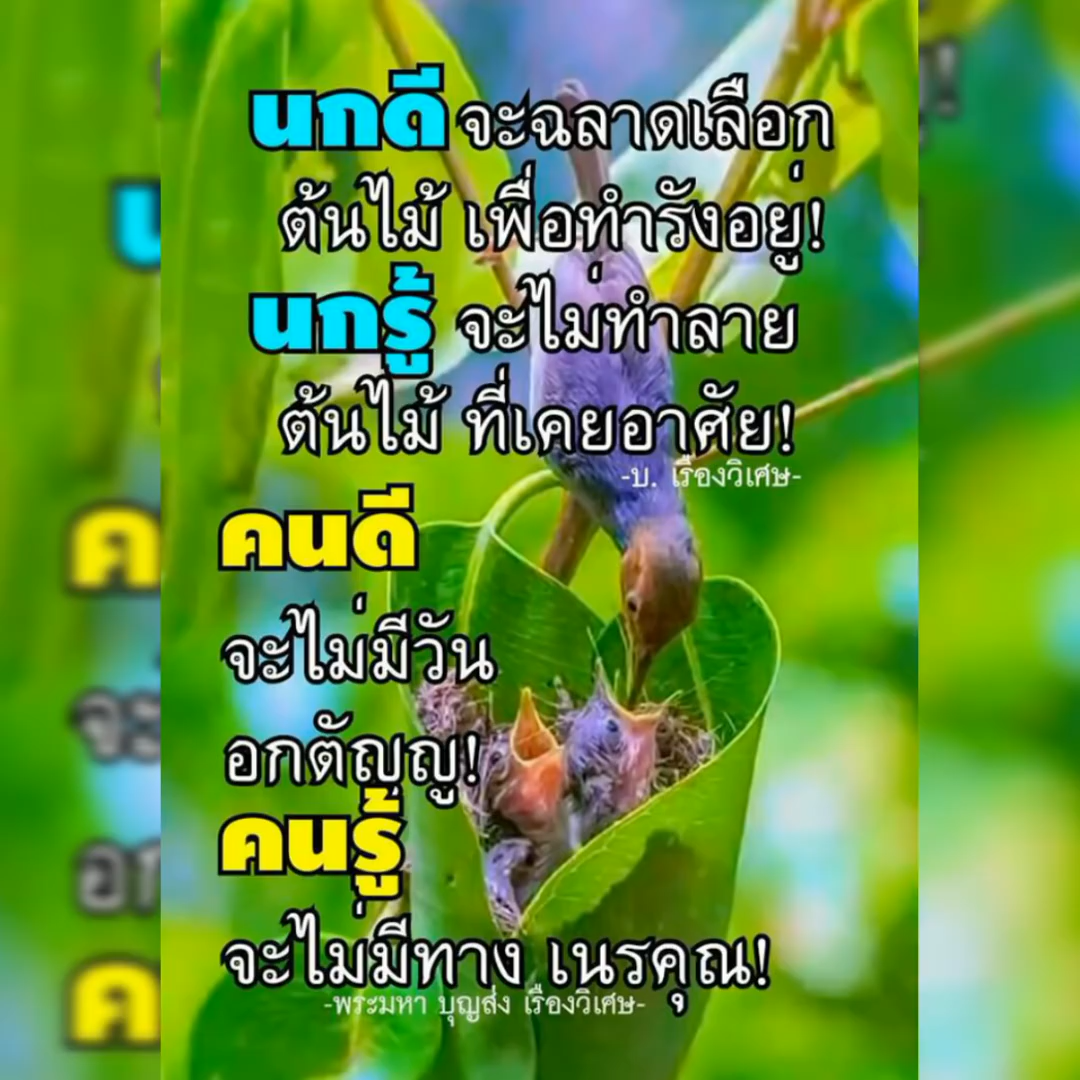 นกดี จะฉลาดเลือก
ต้นไม้ เพื่อทำรังอยู่!
นกรู้ จะไม่ทำลาย
ต้นไม้ ที่เคยอาศัย!
-บ. เรืองวิเศษ-
คนดี
จะไม่มีวัน
อกตัญญู!
คนรู้
จะไม่มีทาง เนรคุณ!
-พระมหา บุญส่ง เรืองวิเศษ-